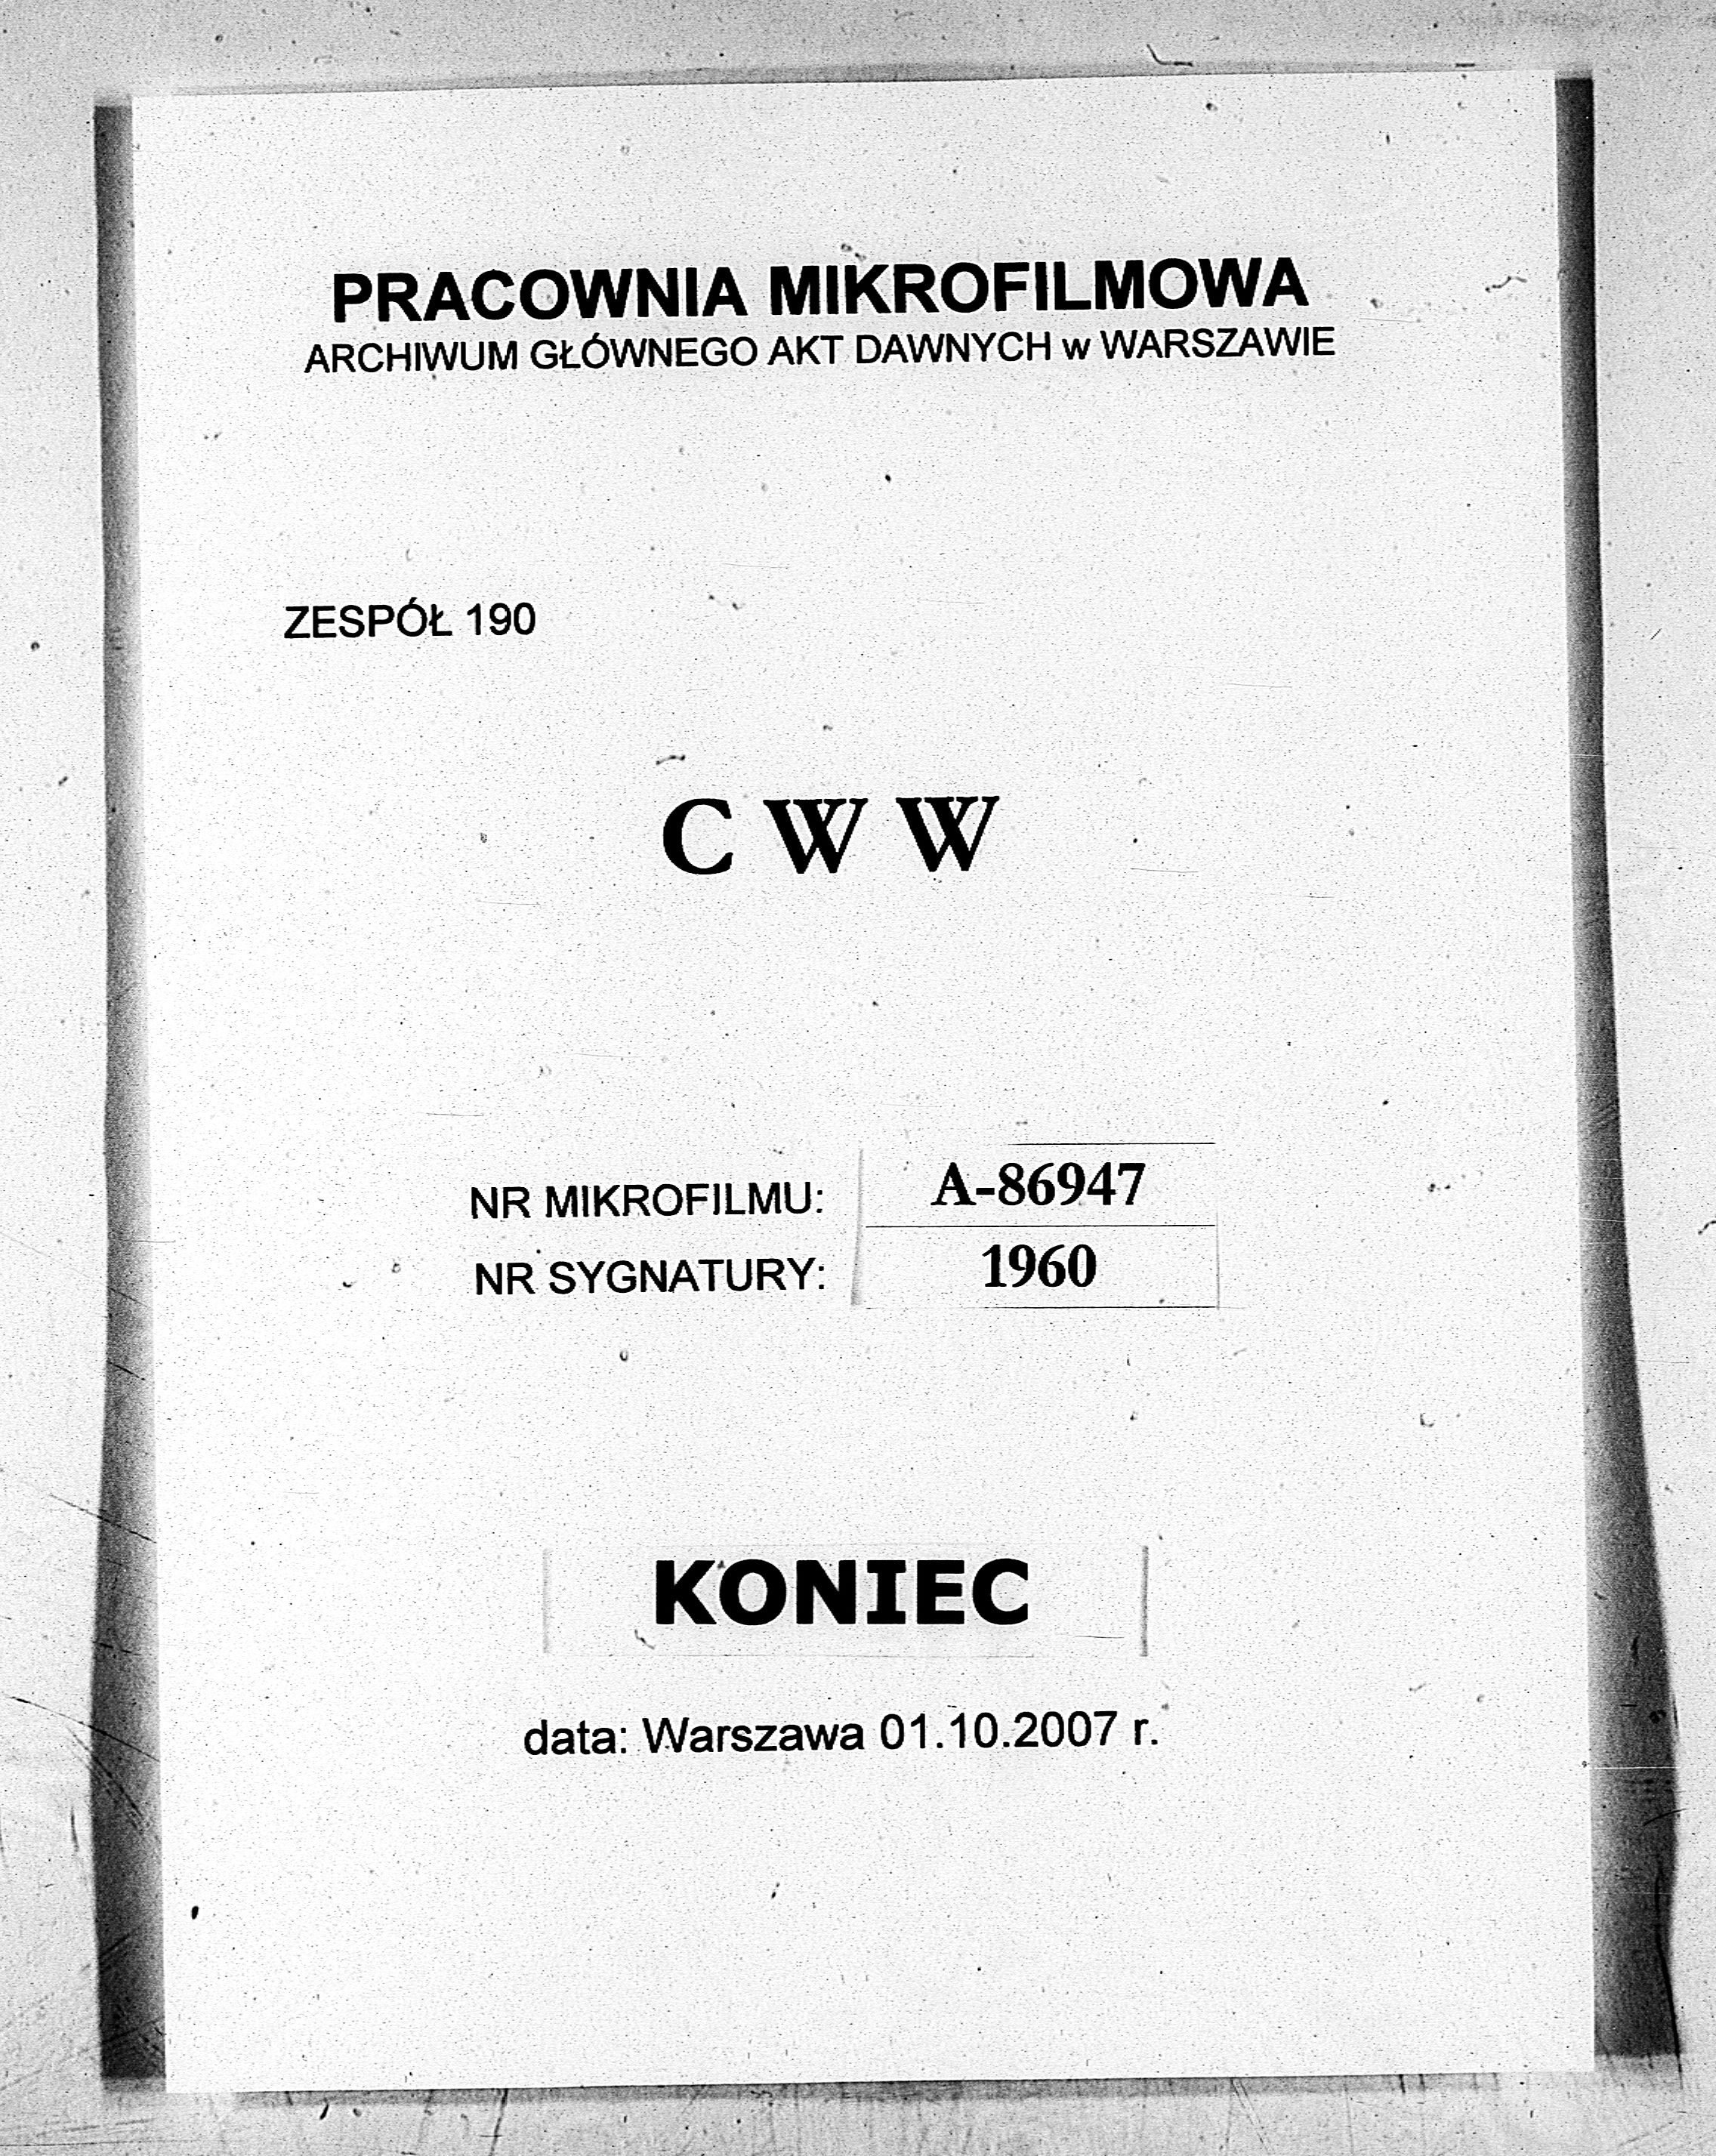 PRACOWNIA MIKROFILMOWA
ARCHIWUM GŁÓWNEGO AKT DAWNYCH w WARSZAWIE
ZESPÓŁ 190
C W W
NR MIKROFILMU: A-86947
NR SYGNATURY: 1960
KONIEC
data: Warszawa 01.10.2007 r.